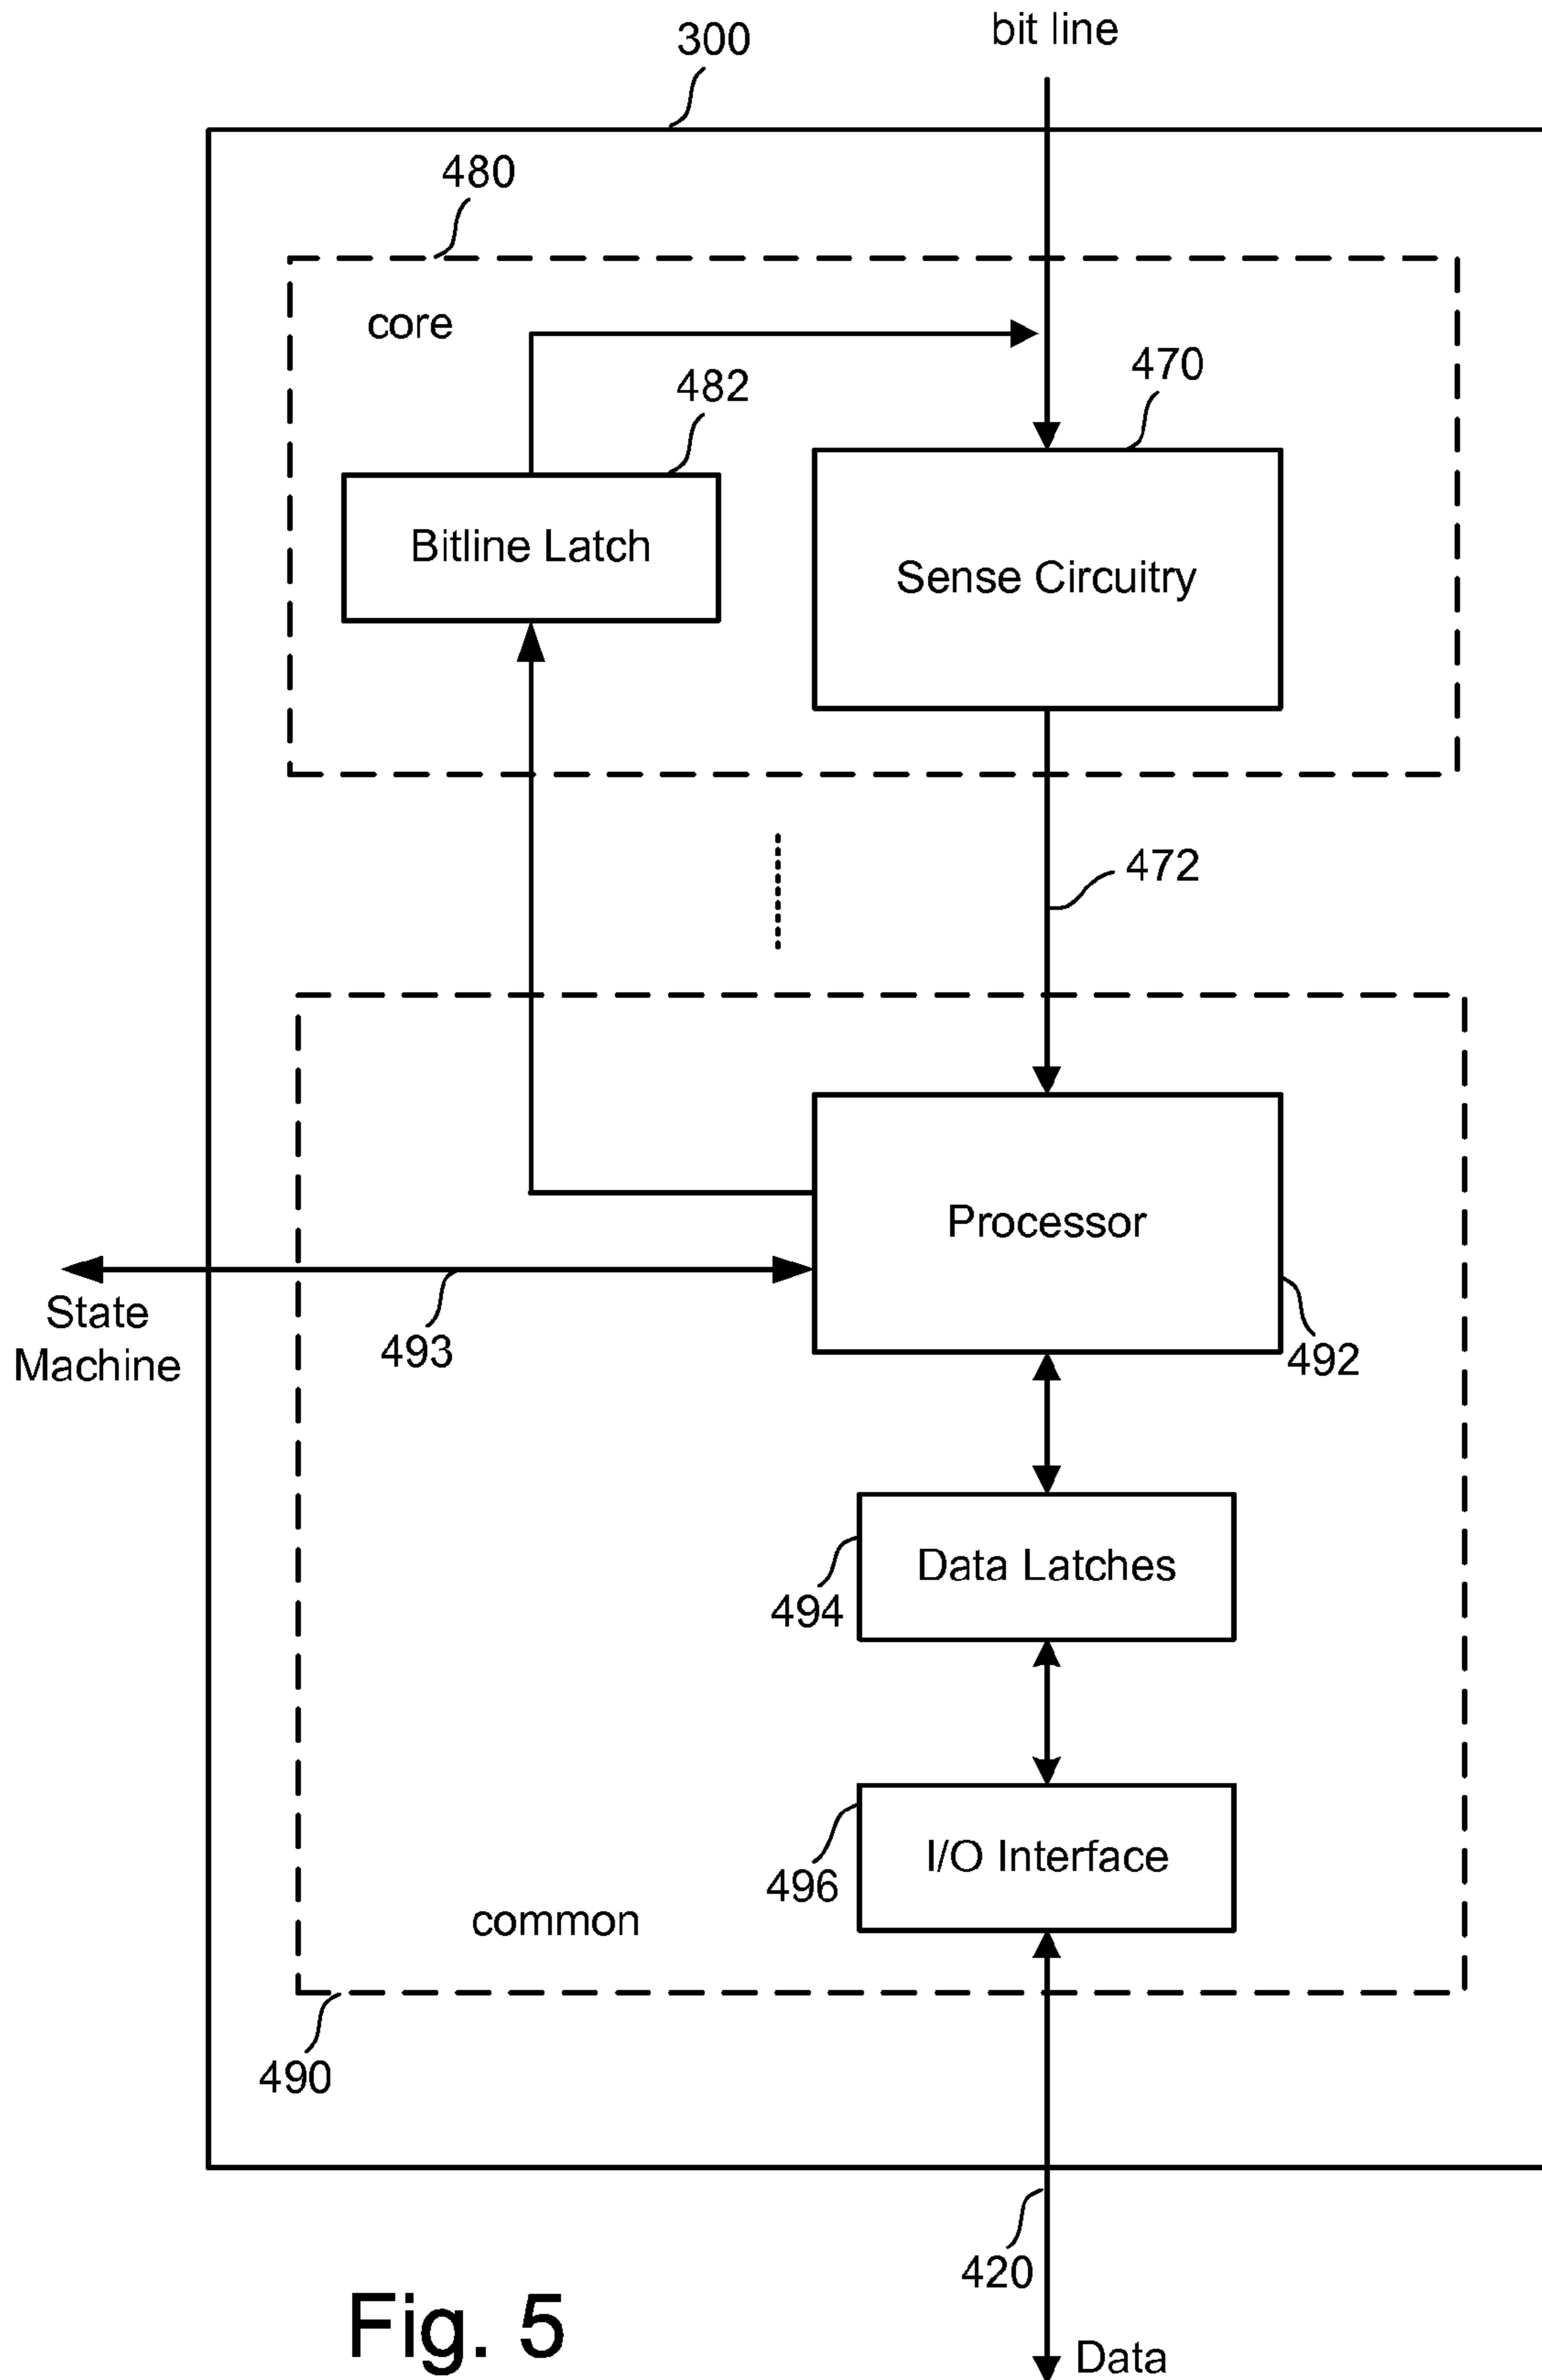 bit line
300
480
core
470
482
Bitline Latch
Sense Circuitry
472
Processor
State
Machine
493
492
Data Latches
494
I/O Interface
496
common
490
420
Fig. 5
Data